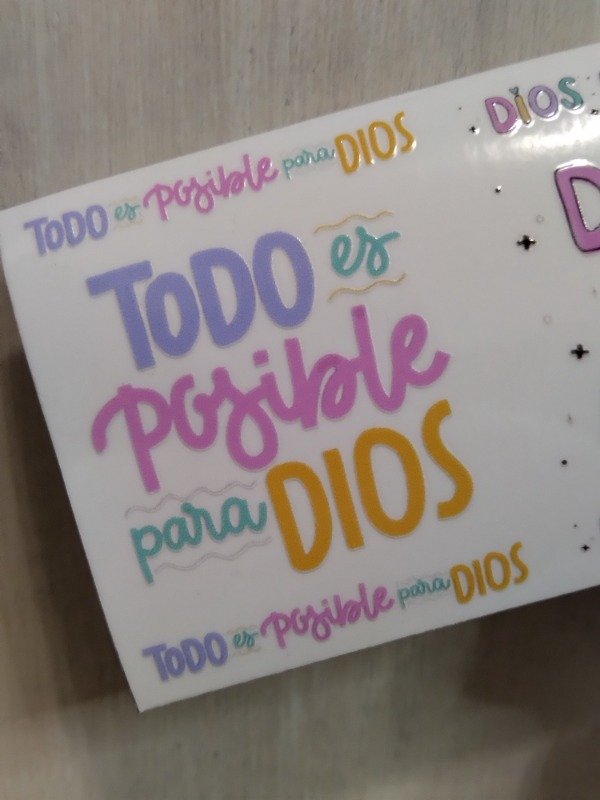 ToDO es posible para DIOS
DIOS
ToDO es
posible
para DIOS
D
ToDO es posible para DIOS